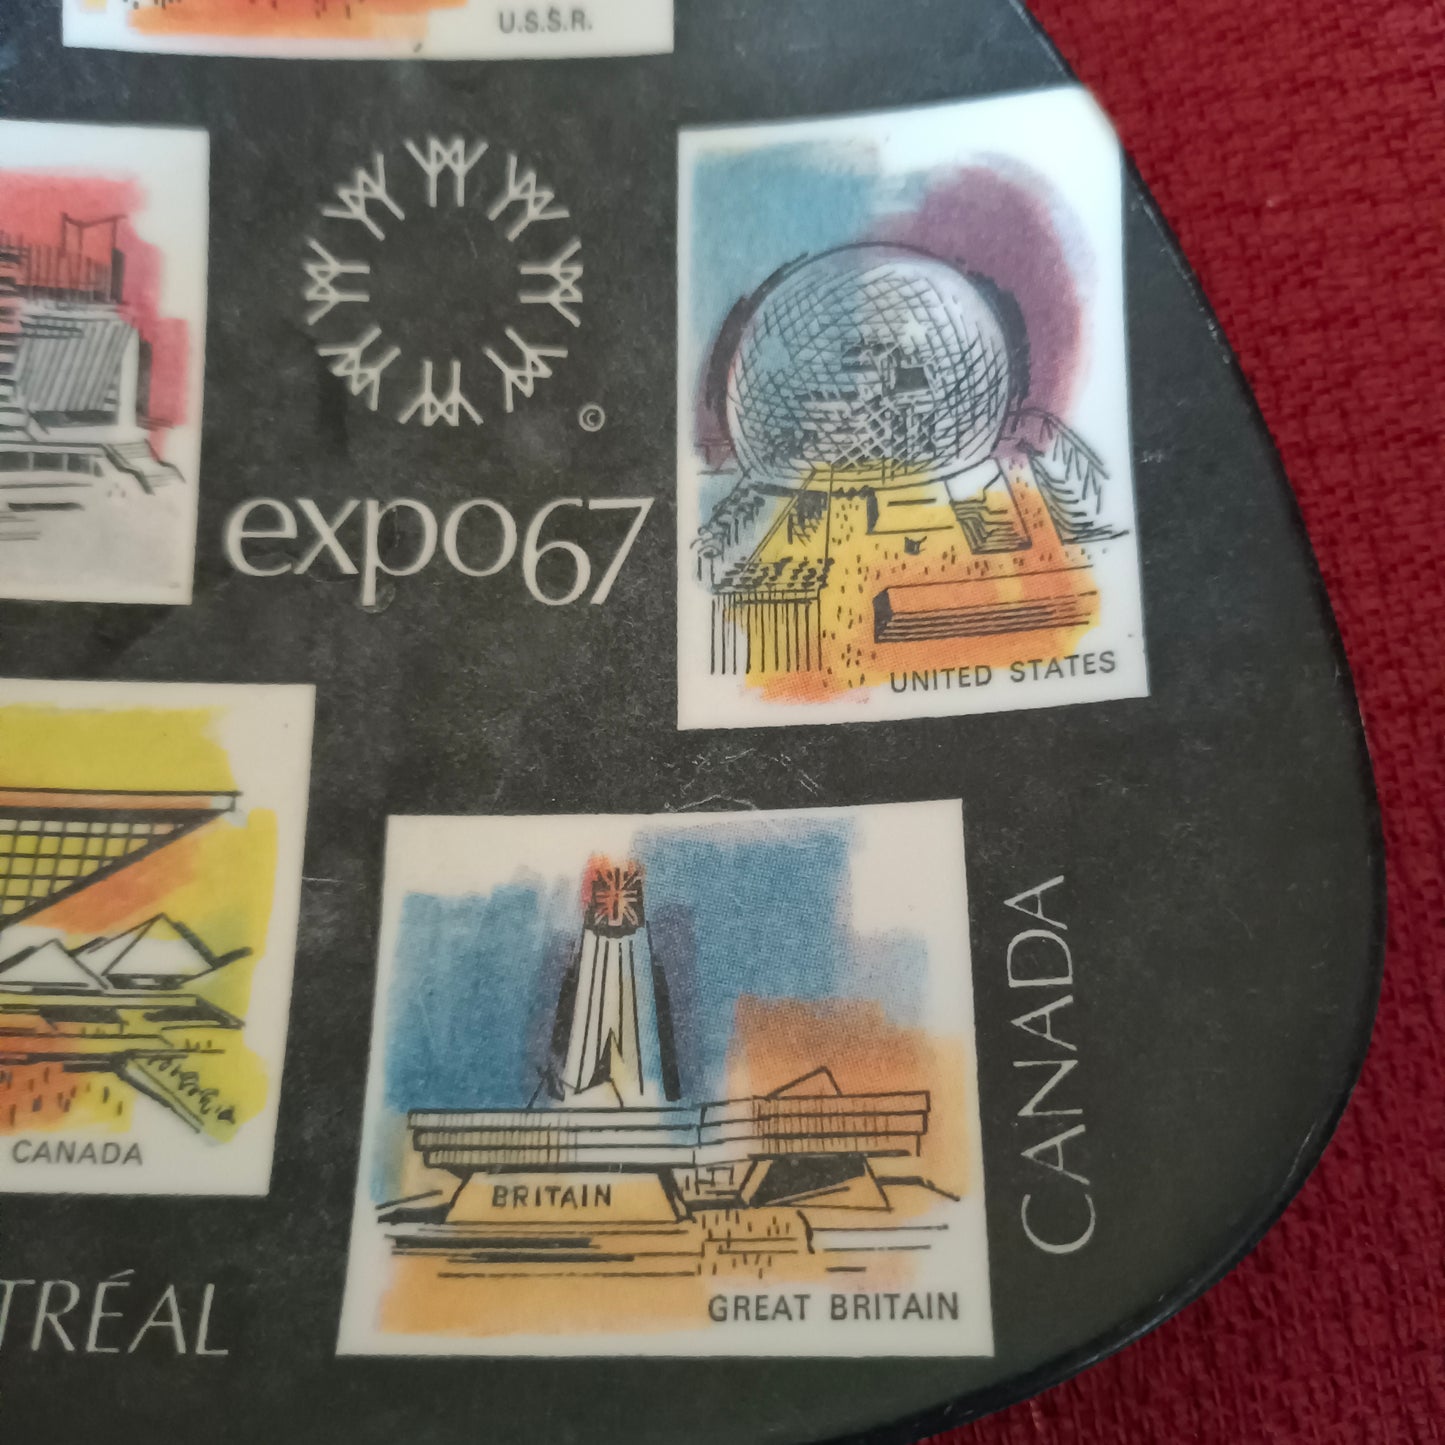 U.S.S.R.
©
expo67
UNITED STATES
CANADA
BRITAIN
GREAT BRITAIN
CANADA
TRÉAL